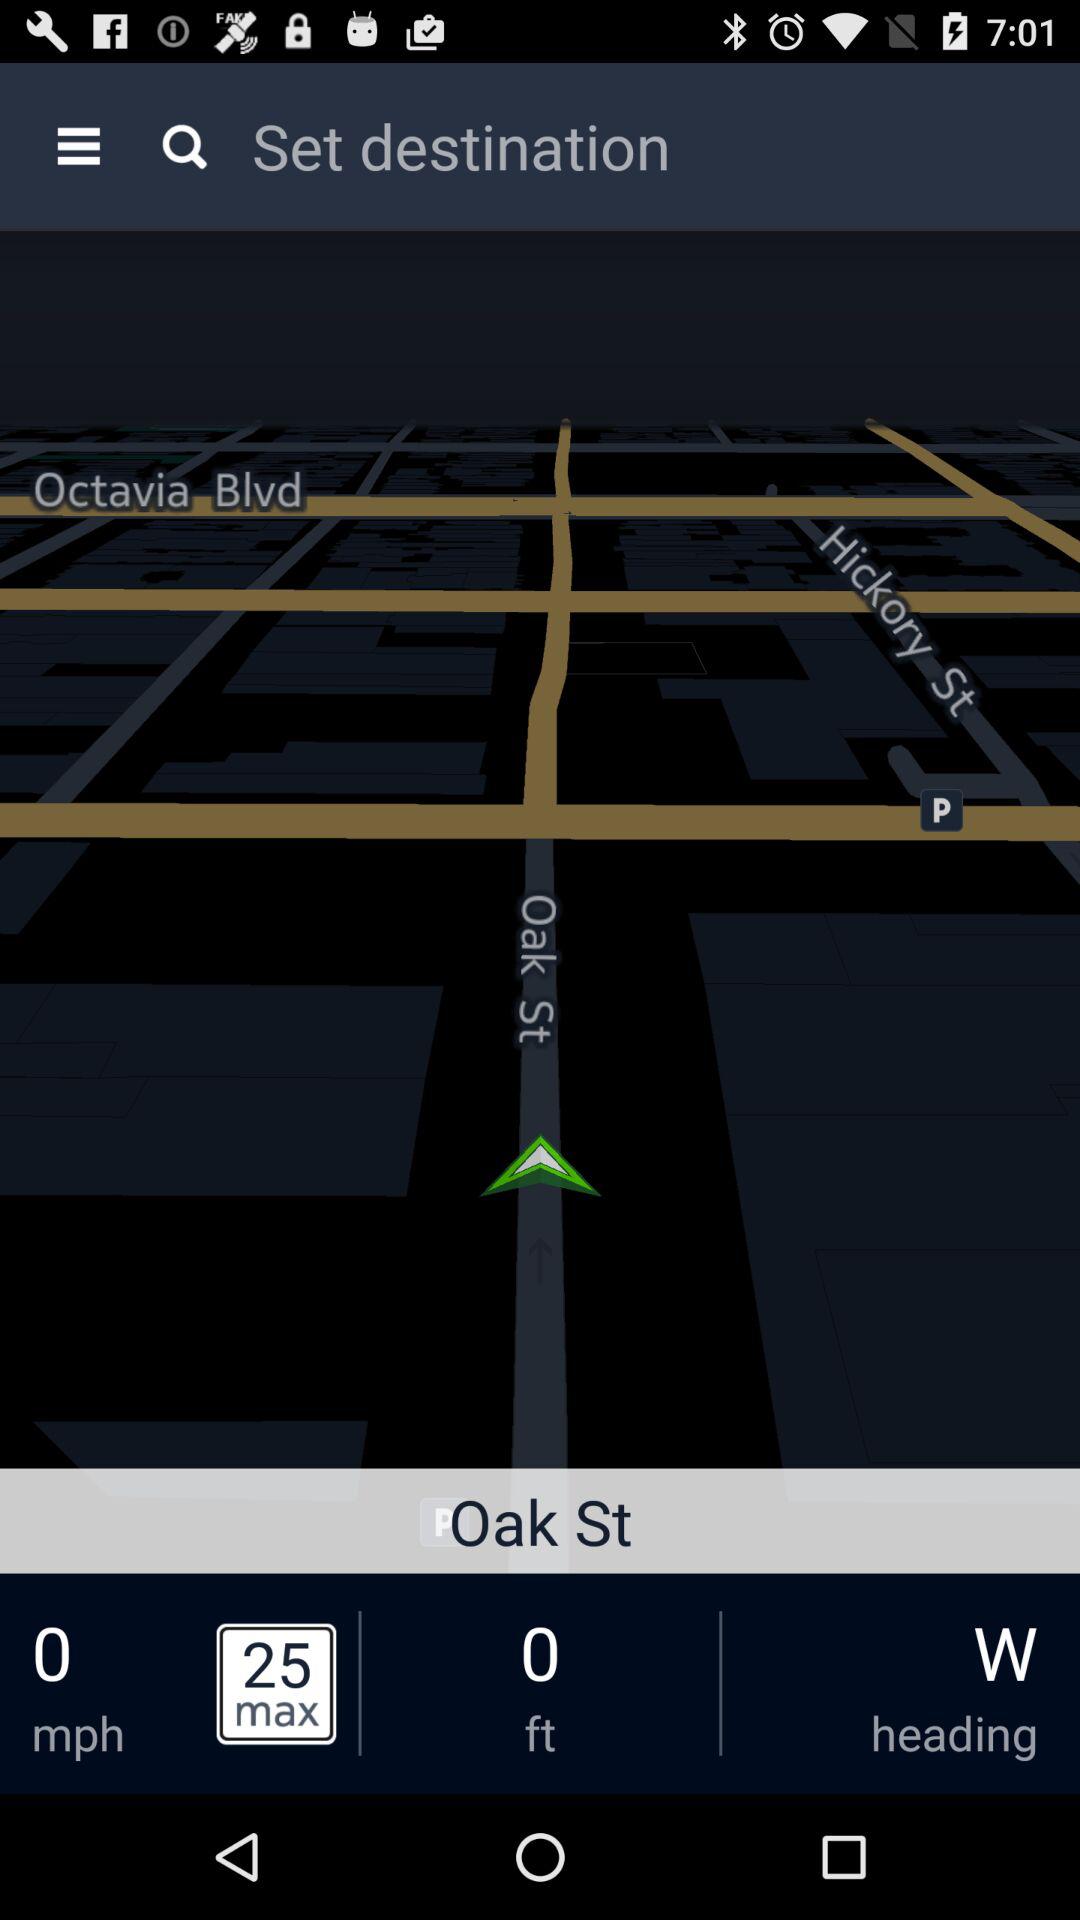 FAKE
7:01
Set destination
Octavia Blvd
Hickory St
P
Oak St
P
Oak St
0
mph
25
max
0
ft
W
heading